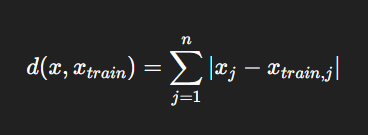 d(x, x_{train}) = \sum_{j=1}^{n} |x_j − x_{train,j}|